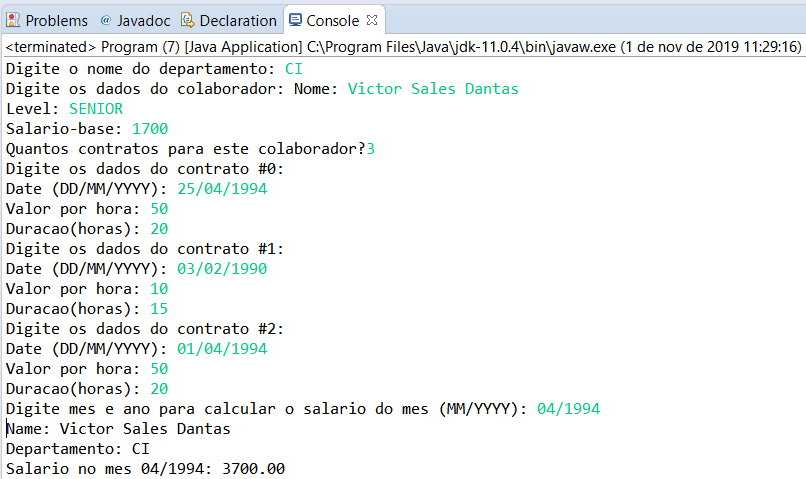 Problems @ Javadoc Declaration Console
<terminated> Program (7) [Java Application] C:\Program Files\Java\jdk-11.0.4\bin\javaw.exe (1 de nov de 2019 11:29:16)
Digite o nome do departamento: CI
Digite os dados do colaborador: Nome: Victor Sales Dantas
Level: SENIOR
Salario-base: 1700
Quantos contratos para este colaborador?3
Digite os dados do contrato #0:
Date (DD/MM/YYYY): 25/04/1994
Valor por hora: 50
Duracao(horas): 20
Digite os dados do contrato #1:
Date (DD/MM/YYYY): 03/02/1990
Valor por hora: 10
Duracao(horas): 15
Digite os dados do contrato #2:
Date (DD/MM/YYYY): 01/04/1994
Valor por hora: 50
Duracao(horas): 20
Digite mes e ano para calcular o salario do mes (MM/YYYY): 04/1994
Name: Victor Sales Dantas
Departamento: CI
Salario no mes 04/1994: 3700.00